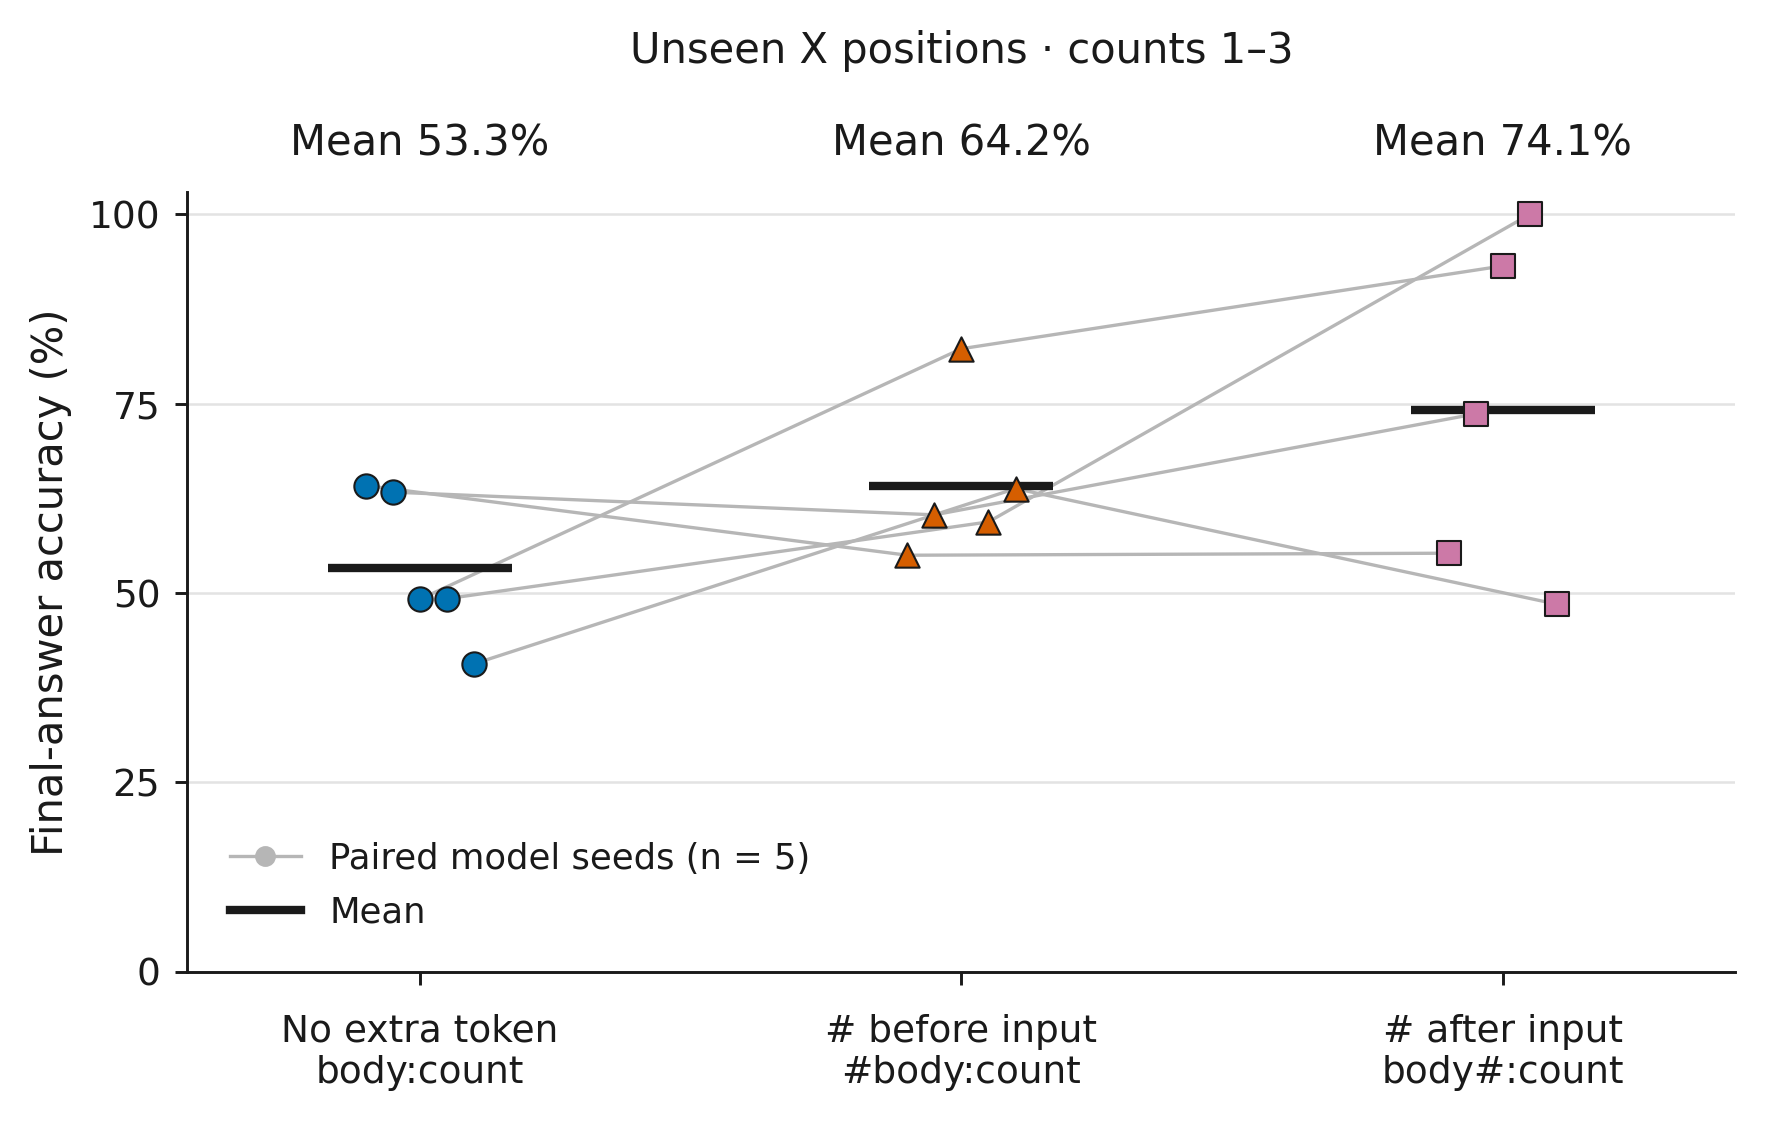 Unseen X positions · counts 1–3
Mean 53.3%
Mean 64.2%
Mean 74.1%
Final-answer accuracy (%)
100
75
50
25
0
Paired model seeds (n = 5)
Mean
No extra token
body:count
# before input
#body:count
# after input
body#:count